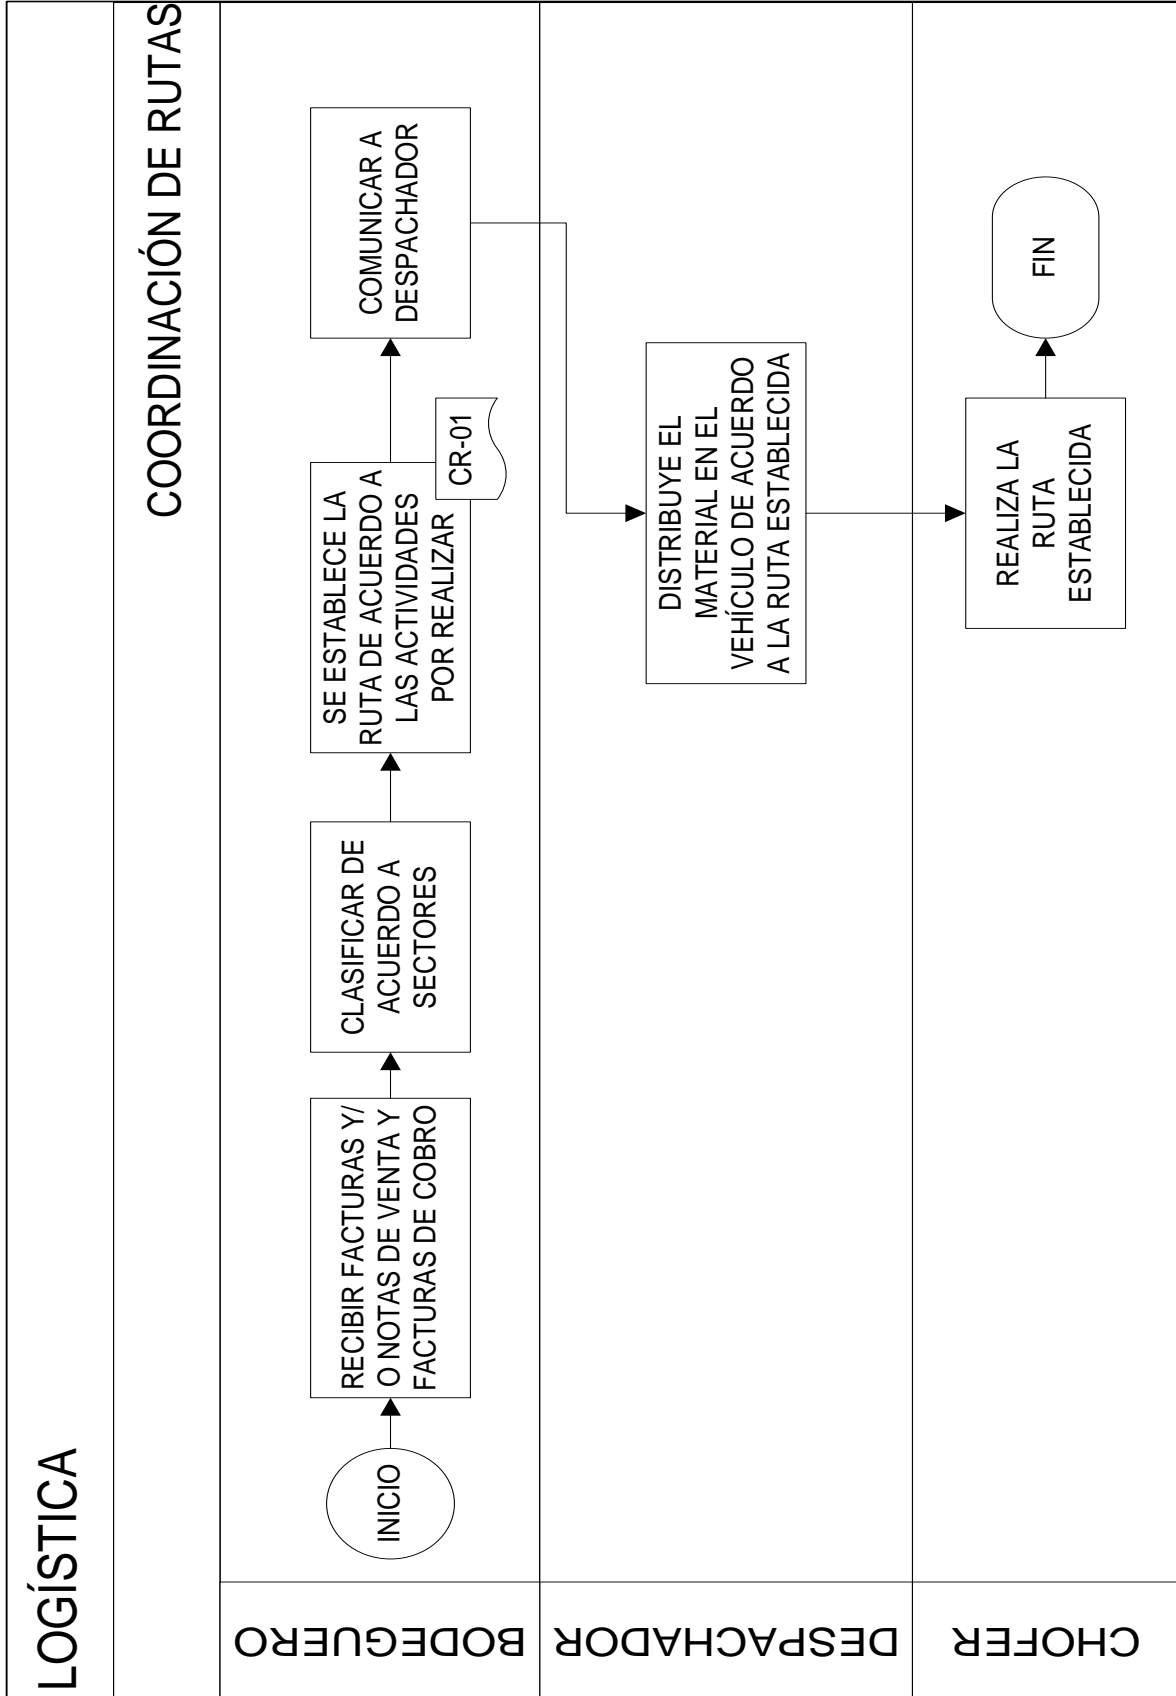 LOGÍSTICA
COORDINACIÓN DE RUTAS
BODEGUERO
INICIO
RECIBIR FACTURAS Y/
O NOTAS DE VENTA Y
FACTURAS DE COBRO
CLASIFICAR DE
ACUERDO A
SECTORES
SE ESTABLECE LA
RUTA DE ACUERDO A
LAS ACTIVIDADES
POR REALIZAR
CR-01
COMUNICAR A
DESPACHADOR
DESPACHADOR
DISTRIBUYE EL
MATERIAL EN EL
VEHÍCULO DE ACUERDO
A LA RUTA ESTABLECIDA
CHOFER
REALIZA LA
RUTA
ESTABLECIDA
FIN